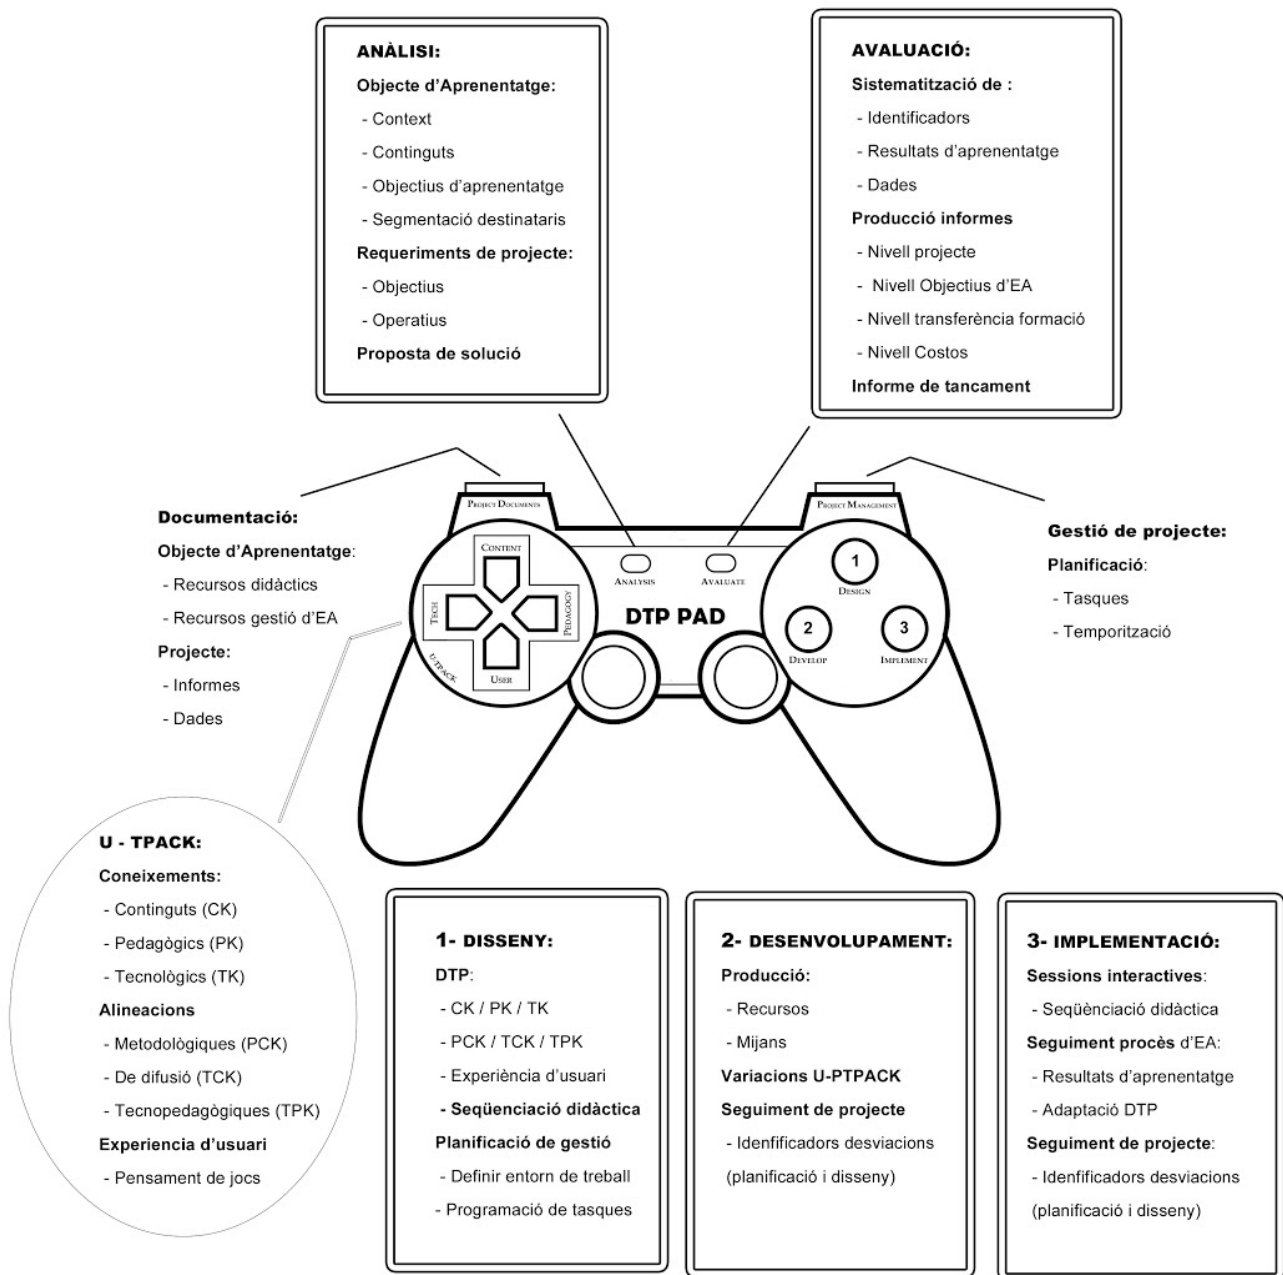 ANÀLISI:
Objecte d'Aprenentatge:
- Context
- Continguts
- Objectius d'aprenentatge
- Segmentació destinataris
Requeriments de projecte:
- Objectius
- Operatius
Proposta de solució
AVALUACIÓ:
Sistematització de :
- Identificadors
- Resultats d'aprenentatge
- Dades
Producció informes
- Nivell projecte
- Nivell Objectius d'EA
- Nivell transferència formació
- Nivell Costos
Informe de tancament
Documentació:
Objecte d'Aprenentatge:
- Recursos didàctics
- Recursos gestió d'EA
Projecte:
- Informes
- Dades
PROJECT DOCUMENTS
CONTENT
TECH
PEDAGOGY
USER
U-TPACK
ANALYSIS
AVALUATE
DTP PAD
PROJECT MANAGEMENT
1
DESIGN
2
DEVELOP
3
IMPLEMENT
Gestió de projecte:
Planificació:
- Tasques
- Temporització
U - TPACK:
Coneixements:
- Continguts (CK)
- Pedagògics (PK)
- Tecnològics (TK)
Alineacions
- Metodològiques (PCK)
- De difusió (TCK)
- Tecnopedagògiques (TPK)
Experiencia d'usuari
- Pensament de jocs
1- DISSENY:
DTP:
- CK / PK / TK
- PCK / TCK / TPK
- Experiència d'usuari
- Seqüenciació didàctica
Planificació de gestió
- Definir entorn de treball
- Programació de tasques
2- DESENVOLUPAMENT:
Producció:
- Recursos
- Mijans
Variacions U-PTPACK
Seguiment de projecte
- Idenfificadors desviacions
(planificació i disseny)
3- IMPLEMENTACIÓ:
Sessions interactives:
- Seqüènciació didàctica
Seguiment procès d'EA:
- Resultats d'aprenentatge
- Adaptació DTP
Seguiment de projecte:
- Idenfificadors desviacions
(planificació i disseny)